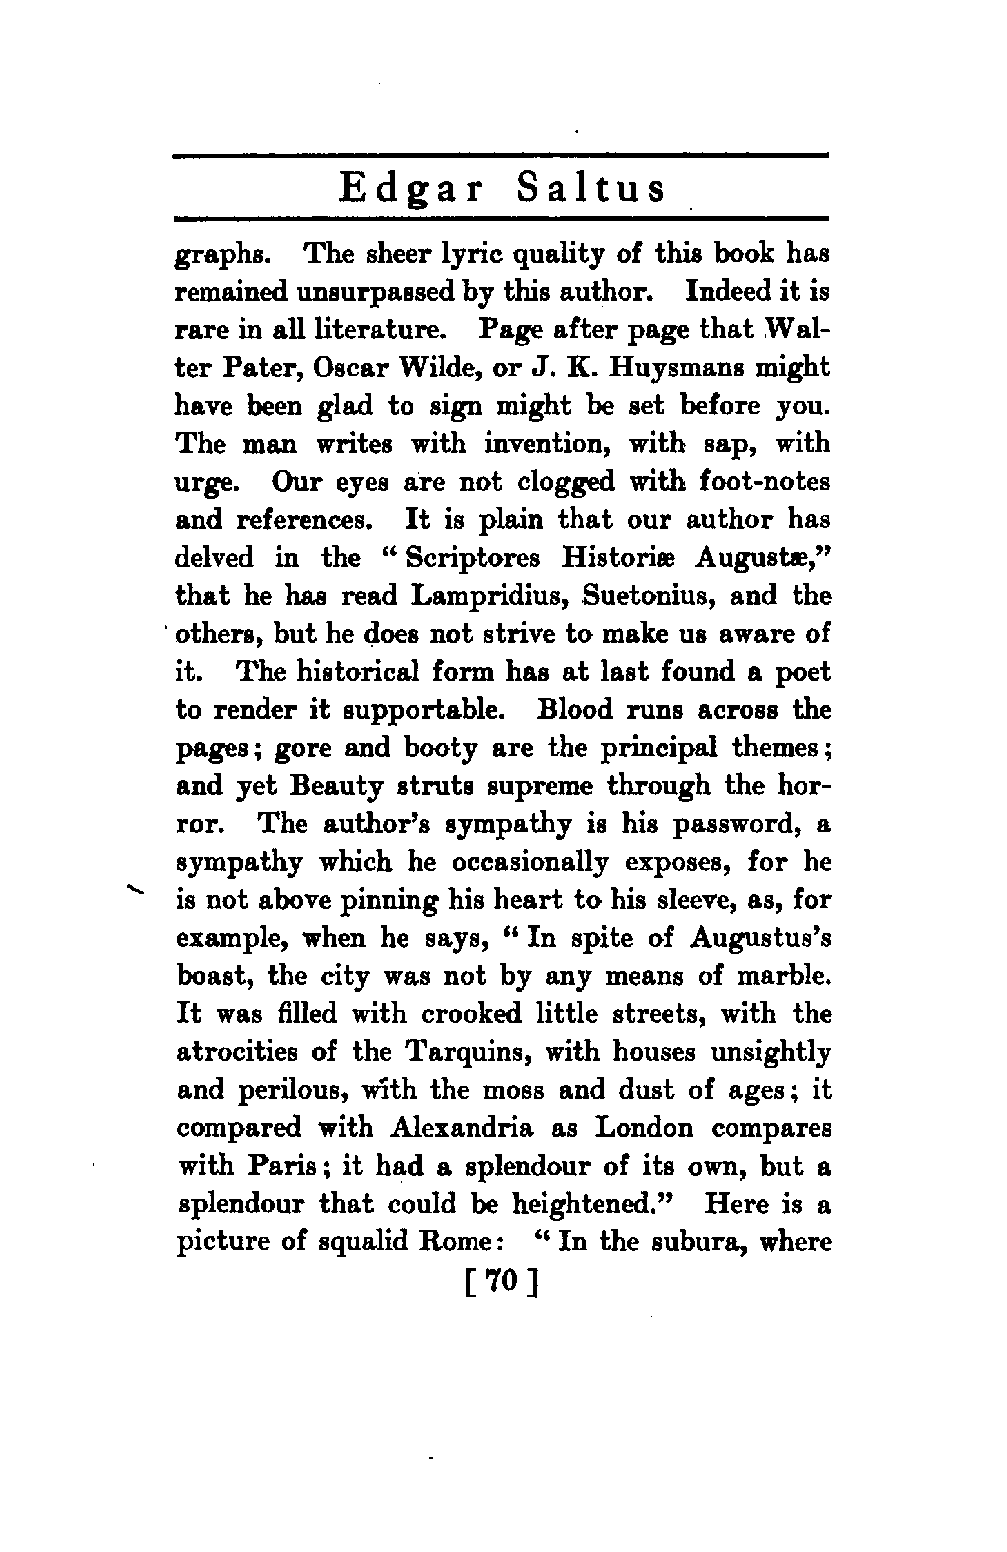 Edgar Saltus
graphs. The sheer lyric quality of this book has
remained unsurpassed by this author. Indeed it is
rare in all literature. Page after page that Wal-
ter Pater, Oscar Wilde, or J. K. Huysmans might
have been glad to sign might be set before you.
The man writes with invention, with sap, with
urge. Our eyes are not clogged with foot-notes
and references. It is plain that our author has
delved in the “ Scriptores Historiæ Augustæ,”
that he has read Lampridius, Suetonius, and the
others, but he does not strive to make us aware of
it. The historical form has at last found a poet
to render it supportable. Blood runs across the
pages; gore and booty are the principal themes;
and yet Beauty struts supreme through the hor-
ror. The author’s sympathy is his password, a
sympathy which he occasionally exposes, for he
is not above pinning his heart to his sleeve, as, for
example, when he says, “ In spite of Augustus’s
boast, the city was not by any means of marble.
It was filled with crooked little streets, with the
atrocities of the Tarquins, with houses unsightly
and perilous, with the moss and dust of ages; it
compared with Alexandria as London compares
with Paris; it had a splendour of its own, but a
splendour that could be heightened.” Here is a
picture of squalid Rome: “ In the subura, where
[ 70 ]